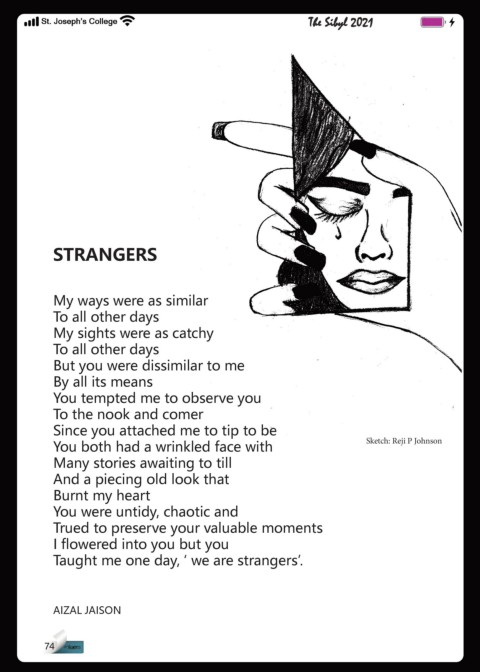 St. Joseph's College
The Sibyl 2021
STRANGERS
My ways were as similar
To all other days
My sights were as catchy
To all other days
But you were dissimilar to me
By all its means
You tempted me to observe you
To the nook and comer
Since you attached me to tip to be
You both had a wrinkled face with
Many stories awaiting to till
And a piecing old look that
Burnt my heart
You were untidy, chaotic and
Trued to preserve your valuable moments
I flowered into you but you
Taught me one day, ‘ we are strangers’.
Sketch: Reji P Johnson
AIZAL JAISON
74